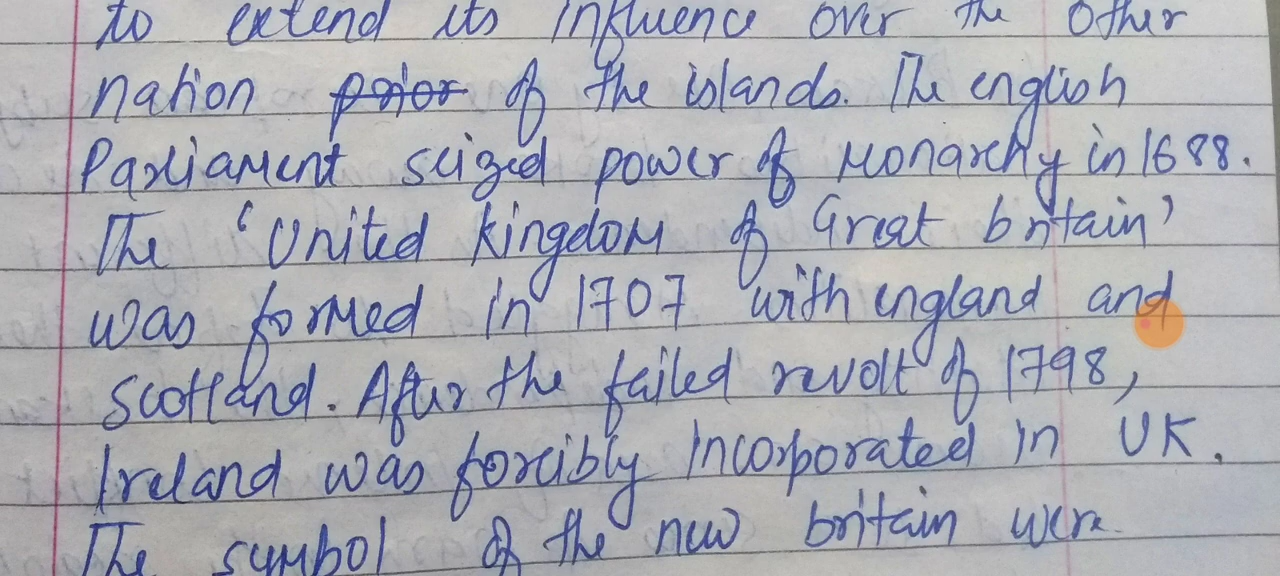 to extend its influence over the other
nation prior of the islands. The english
Parliament seized power of Monarchy in 1688.
The 'United kingdom of Great britain'
was formed in 1707 with england and
Scotland. After the failed revolt of 1798,
Ireland was forcibly incorporated in UK.
The symbol of the new britain were